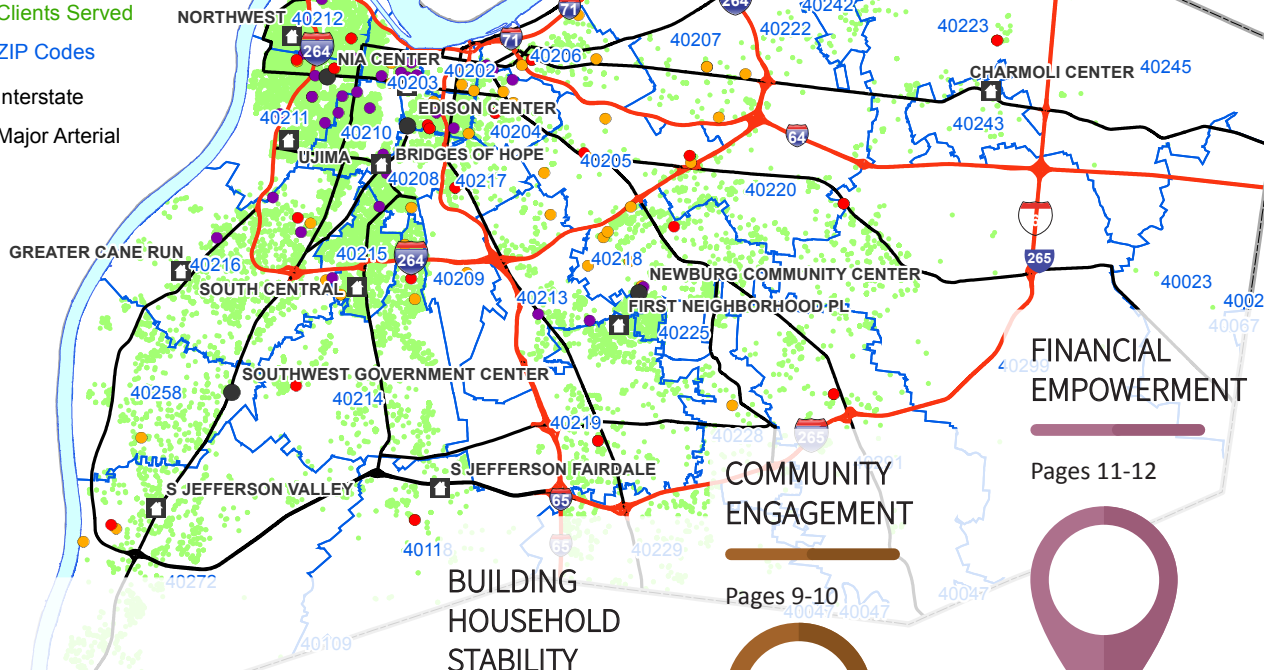 Clients Served
ZIP Codes
Interstate
Major Arterial
NORTHWEST
40212
264
NIA CENTER
71
71
264
40242
40222
40207
40206
40202
40203
EDISON CENTER
40211
40210
40204
UJIMA
BRIDGES OF HOPE
40208
40217
40205
40220
64
40223
CHARMOLI CENTER
40245
40243
265
40023
40067
GREATER CANE RUN
40216
40215
264
SOUTH CENTRAL
40209
40213
40218
NEWBURG COMMUNITY CENTER
FIRST NEIGHBORHOOD PL
40225
SOUTHWEST GOVERNMENT CENTER
40258
40214
40219
40228
265
40299
S JEFFERSON FAIRDALE
S JEFFERSON VALLEY
65
65
40118
40229
40272
40109
40047
40047
40047
FINANCIAL
EMPOWERMENT
Pages 11-12
COMMUNITY
ENGAGEMENT
Pages 9-10
BUILDING
HOUSEHOLD
STABILITY